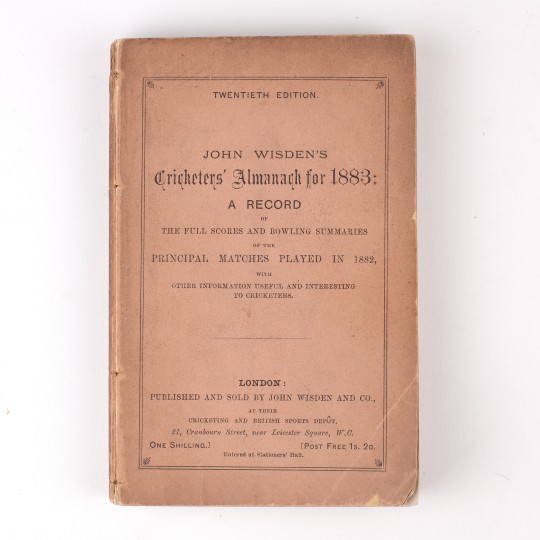 TWENTIETH EDITION.
JOHN WISDEN'S
Cricketers' Almanack for 1883:
A RECORD
OF
THE FULL SCORES AND BOWLING SUMMARIES
OF THE
PRINCIPAL MATCHES PLAYED IN 1882,
WITH
OTHER INFORMATION USEFUL AND INTERESTING
TO CRICKETERS.
LONDON:
PUBLISHED AND SOLD BY JOHN WISDEN AND CO.,
AT THEIR
CRICKETING AND BRITISH SPORTS DEPÔT,
21, Cranbourn Street, near Leicester Square, W.C.
ONE SHILLING.] [POST FREE 1S. 2D.
Entered at Stationers' Hall.